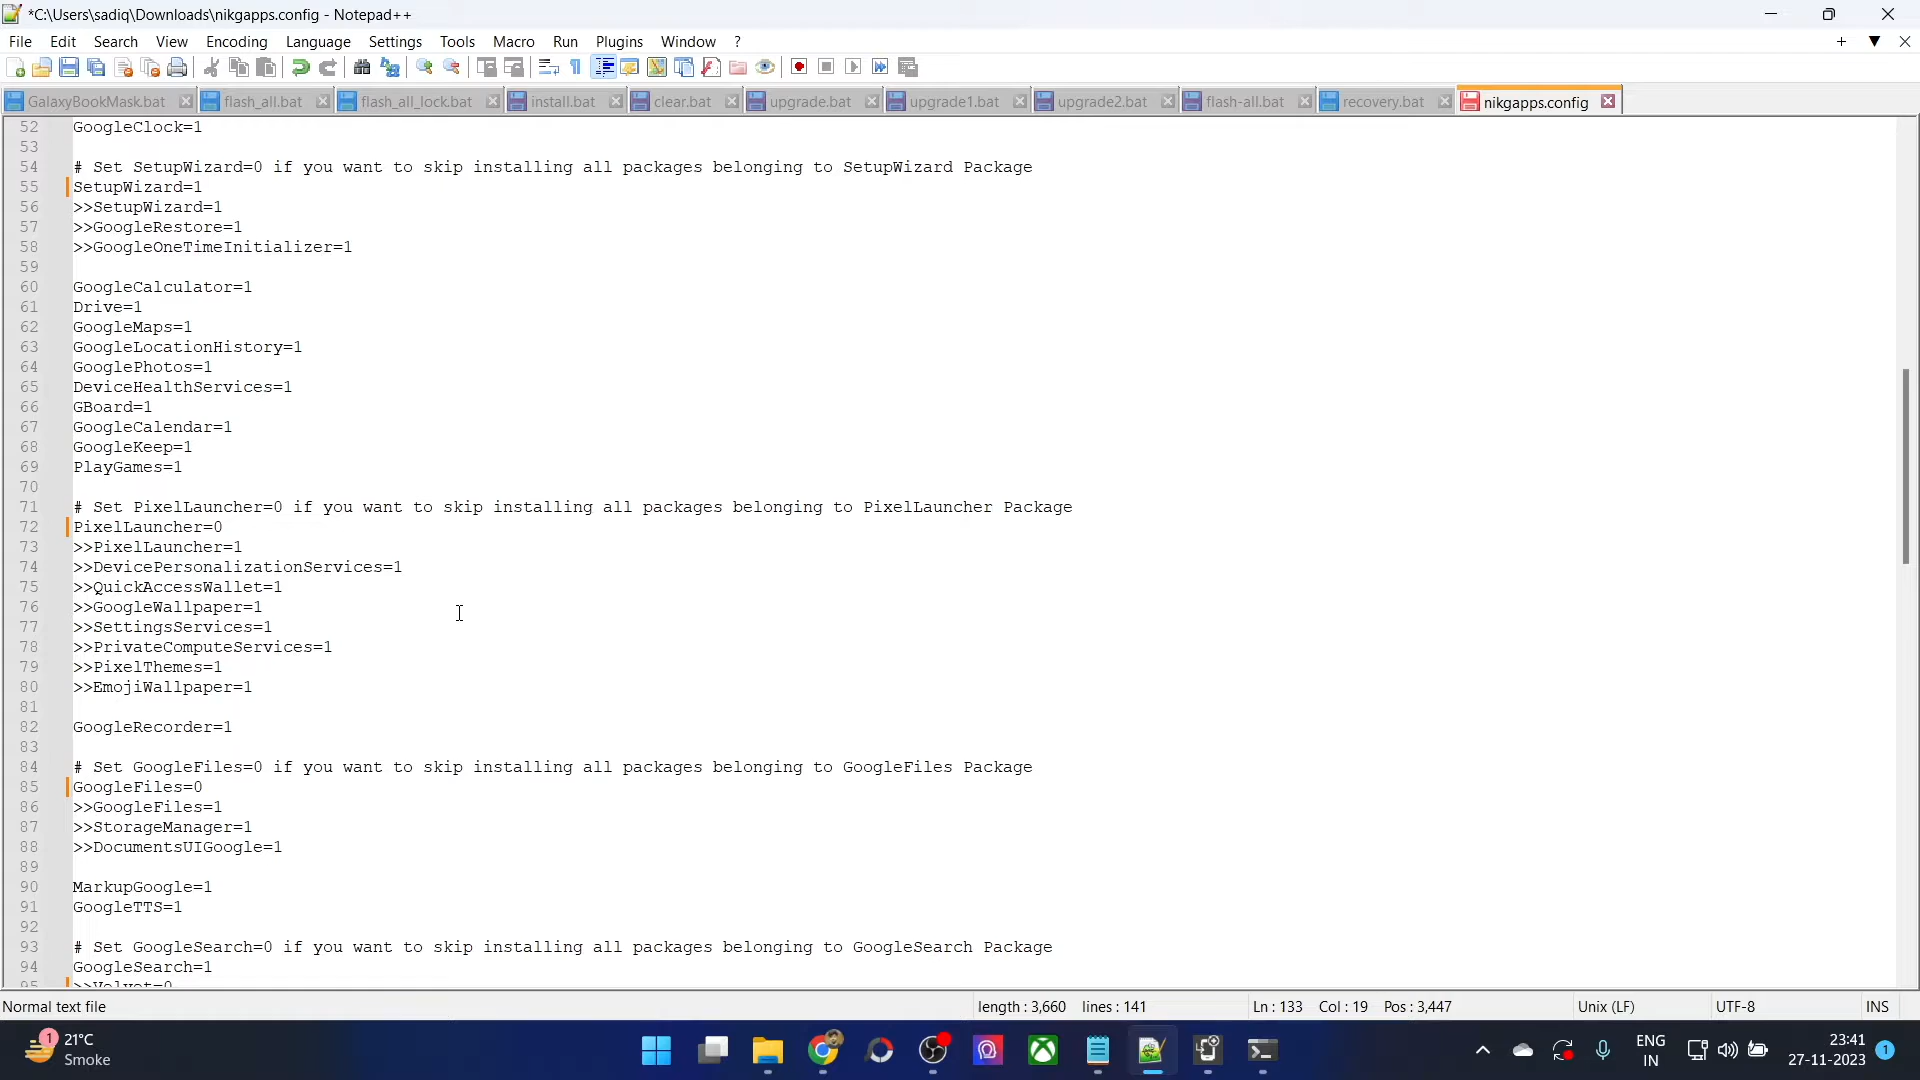 *C:\Users\sadiq\Downloads\nikgapps.config - Notepad++
File Edit Search View Encoding Language Settings Tools Macro Run Plugins Window ?
GalaxyBookMask.bat flash_all.bat flash_all_lock.bat install.bat clear.bat upgrade.bat upgrade1.bat upgrade2.bat flash-all.bat recovery.bat nikgapps.config
52 GoogleClock=1
53
54 # Set SetupWizard=0 if you want to skip installing all packages belonging to SetupWizard Package
55 SetupWizard=1
56 >>SetupWizard=1
57 >>GoogleRestore=1
58 >>GoogleOneTimeInitializer=1
59
60 GoogleCalculator=1
61 Drive=1
62 GoogleMaps=1
63 GoogleLocationHistory=1
64 GooglePhotos=1
65 DeviceHealthServices=1
66 GBoard=1
67 GoogleCalendar=1
68 GoogleKeep=1
69 PlayGames=1
70
71 # Set PixelLauncher=0 if you want to skip installing all packages belonging to PixelLauncher Package
72 PixelLauncher=0
73 >>PixelLauncher=1
74 >>DevicePersonalizationServices=1
75 >>QuickAccessWallet=1
76 >>GoogleWallpaper=1
77 >>SettingsServices=1
78 >>PrivateComputeServices=1
79 >>PixelThemes=1
80 >>EmojiWallpaper=1
81
82 GoogleRecorder=1
83
84 # Set GoogleFiles=0 if you want to skip installing all packages belonging to GoogleFiles Package
85 GoogleFiles=0
86 >>GoogleFiles=1
87 >>StorageManager=1
88 >>DocumentsUIGoogle=1
89
90 MarkupGoogle=1
91 GoogleTTS=1
92
93 # Set GoogleSearch=0 if you want to skip installing all packages belonging to GoogleSearch Package
94 GoogleSearch=1
95 >>Velvet=0
Normal text file length : 3,660 lines : 141 Ln : 133 Col : 19 Pos : 3,447 Unix (LF) UTF-8 INS
1 21°C ENG 23:41
Smoke IN 27-11-2023 1